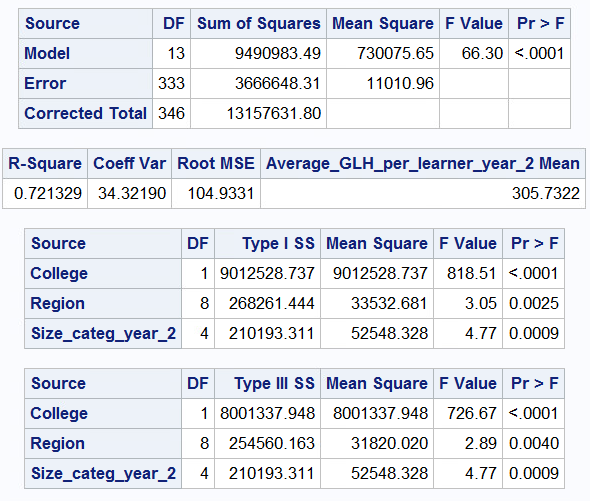 Source DF Sum of Squares Mean Square F Value Pr > F
Model 13 9490983.49 730075.65 66.30 <.0001
Error 333 3666648.31 11010.96
Corrected Total 346 13157631.80
R-Square Coeff Var Root MSE Average_GLH_per_learner_year_2 Mean
0.721329 34.32190 104.9331 305.7322
Source DF Type I SS Mean Square F Value Pr > F
College 1 9012528.737 9012528.737 818.51 <.0001
Region 8 268261.444 33532.681 3.05 0.0025
Size_categ_year_2 4 210193.311 52548.328 4.77 0.0009
Source DF Type III SS Mean Square F Value Pr > F
College 1 8001337.948 8001337.948 726.67 <.0001
Region 8 254560.163 31820.020 2.89 0.0040
Size_categ_year_2 4 210193.311 52548.328 4.77 0.0009